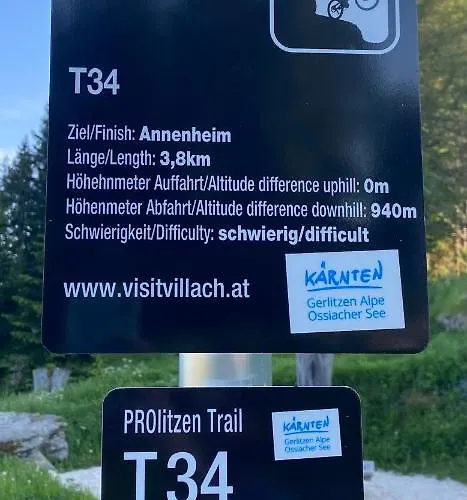 T34
Ziel/Finish: Annenheim
Länge/Length: 3,8km
Höhehnmeter Auffahrt/Altitude difference uphill: 0m
Höhenmeter Abfahrt/Altitude difference downhill: 940m
Schwierigkeit/Difficulty: schwierig/difficult
www.visitvillach.at
KÄRNTEN
Gerlitzen Alpe
Ossiacher See
PROlitzen Trail
T34
KÄRNTEN
Gerlitzen Alpe
Ossiacher See